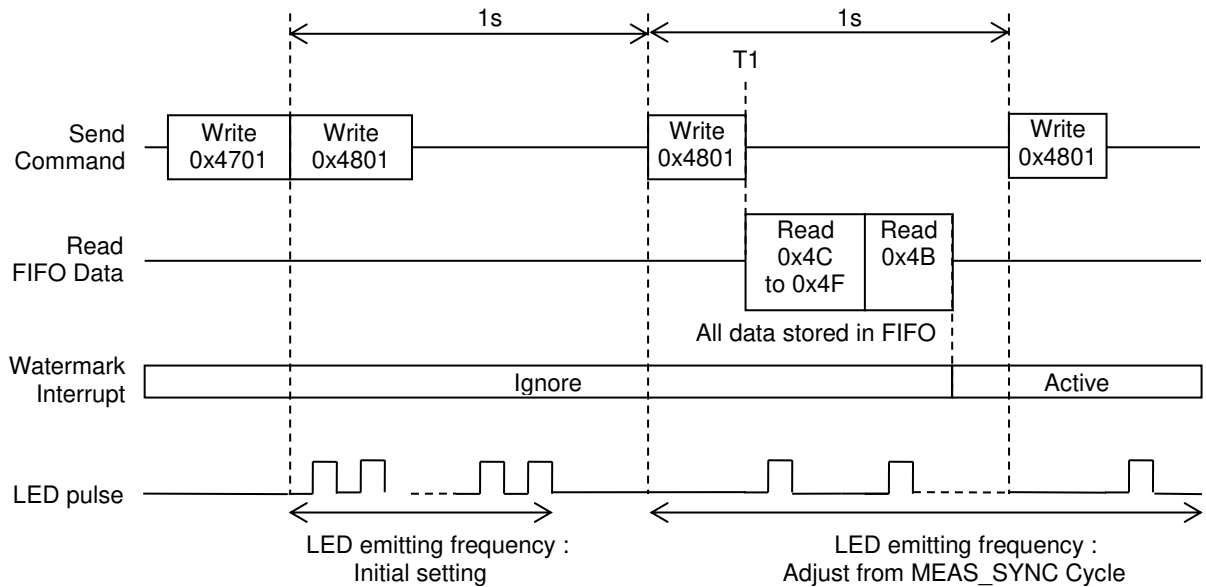 1s
1s
T1
Send
Command
Write
0x4701
Write
0x4801
Write
0x4801
Write
0x4801
Read
FIFO Data
Read
0x4C
to 0x4F
Read
0x4B
All data stored in FIFO
Watermark
Interrupt
Ignore
Active
LED pulse
LED emitting frequency :
Initial setting
LED emitting frequency :
Adjust from MEAS_SYNC Cycle